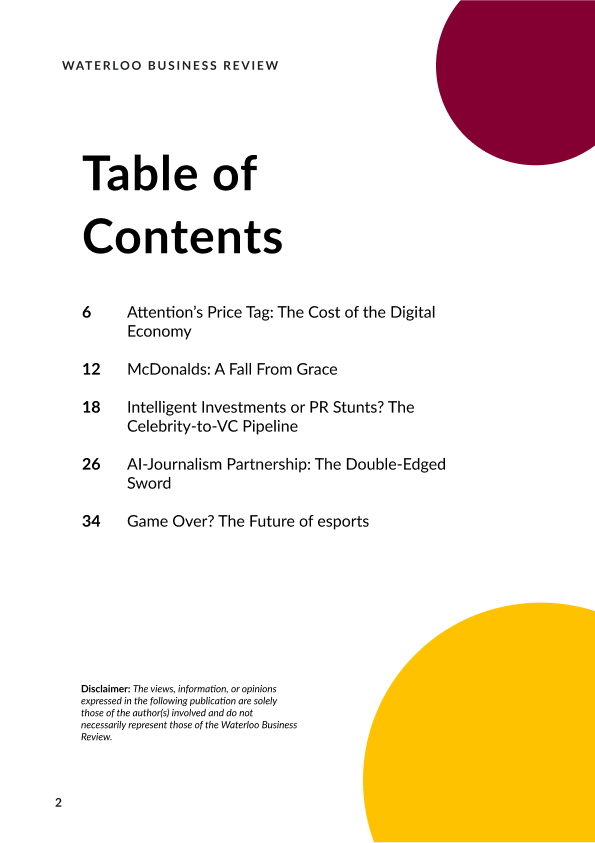 WATERLOO BUSINESS REVIEW
Table of
Contents
6 Attention’s Price Tag: The Cost of the Digital
Economy
12 McDonalds: A Fall From Grace
18 Intelligent Investments or PR Stunts? The
Celebrity-to-VC Pipeline
26 AI-Journalism Partnership: The Double-Edged
Sword
34 Game Over? The Future of esports
Disclaimer: The views, information, or opinions
expressed in the following publication are solely
those of the author(s) involved and do not
necessarily represent those of the Waterloo Business
Review.
2